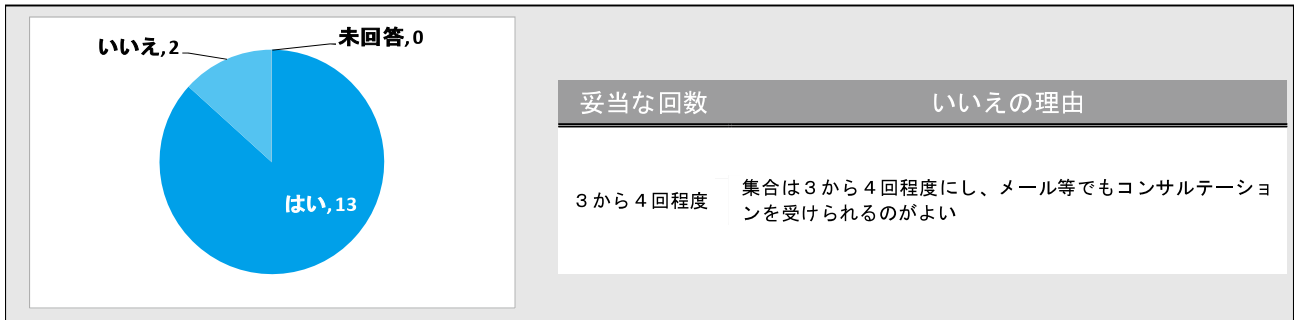 いいえ,2
未回答,0
はい,13
妥当な回数 いいえの理由
３から４回程度
集合は３から４回程度にし、メール等でもコンサルテーショ
ンを受けられるのがよい